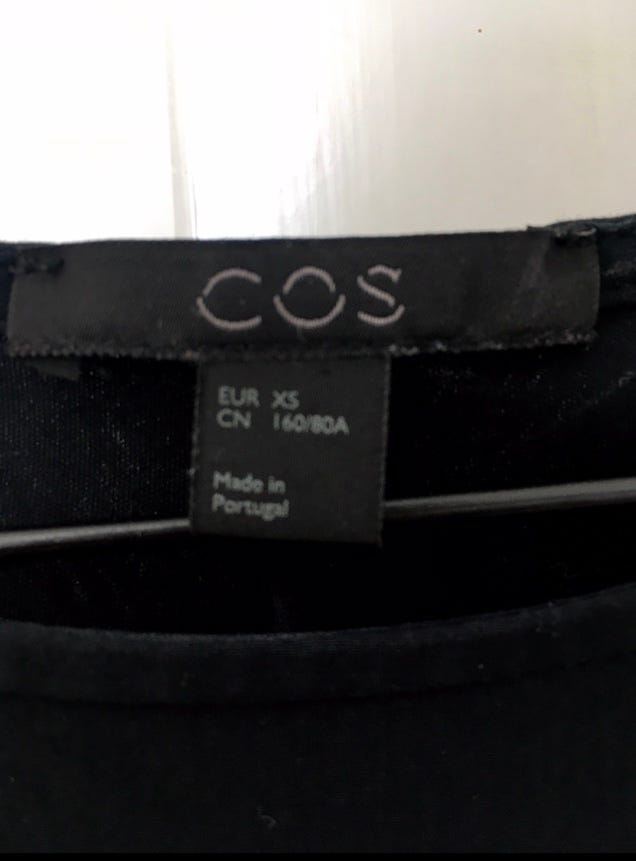 COS
EUR XS
CN 160/80A
Made in
Portugal